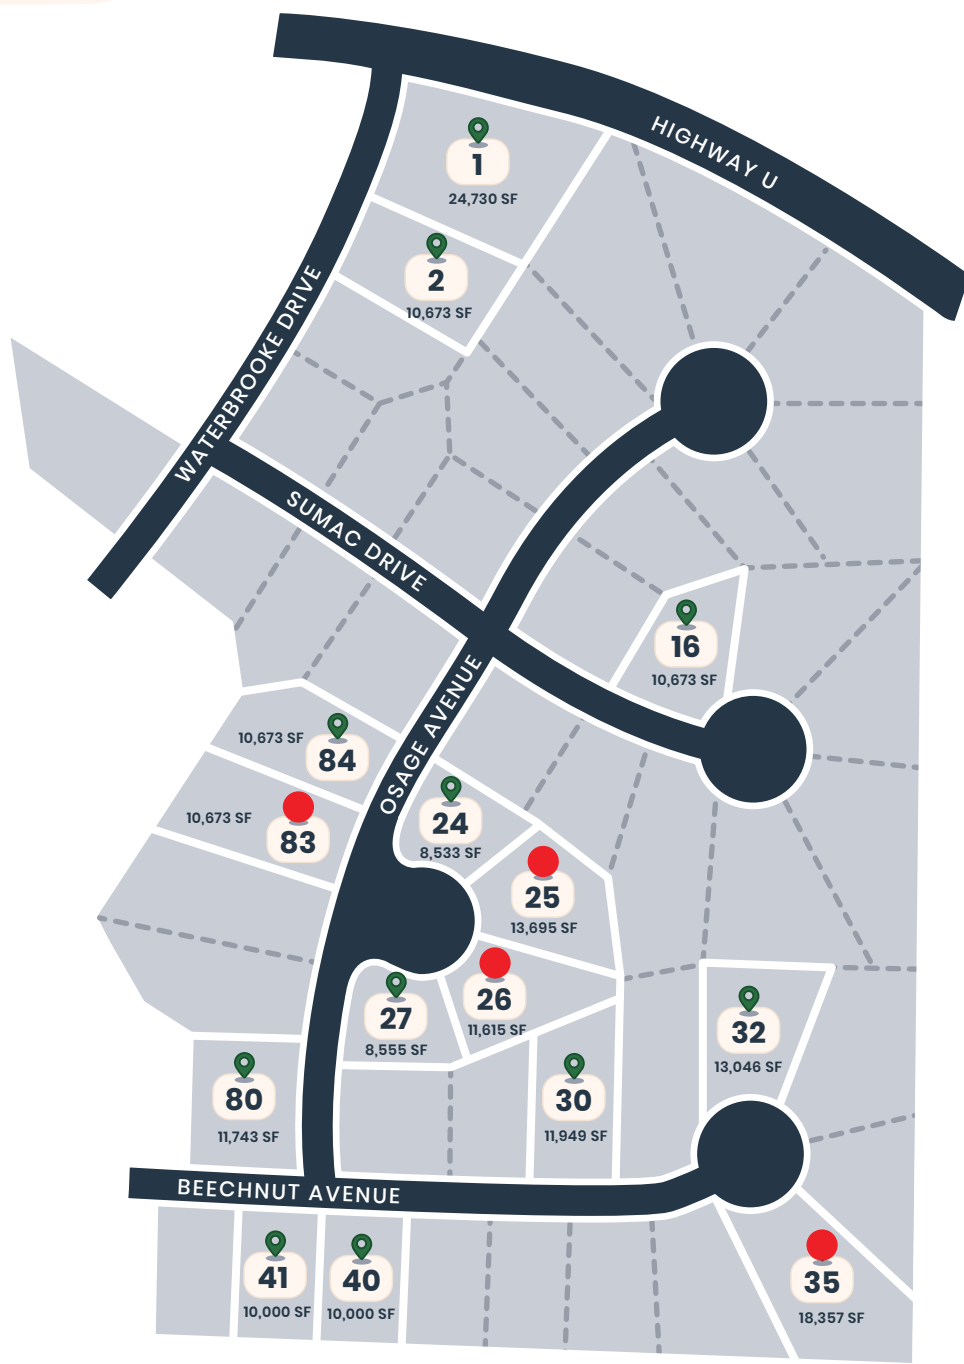 HIGHWAY U
1
24,730 SF
2
10,673 SF
WATERBROOKE DRIVE
SUMAC DRIVE
16
10,673 SF
OSAGE AVENUE
84
10,673 SF
83
10,673 SF
24
8,533 SF
25
13,695 SF
26
11,615 SF
27
8,555 SF
32
13,046 SF
80
11,743 SF
30
11,949 SF
BEECHNUT AVENUE
41
10,000 SF
40
10,000 SF
35
18,357 SF